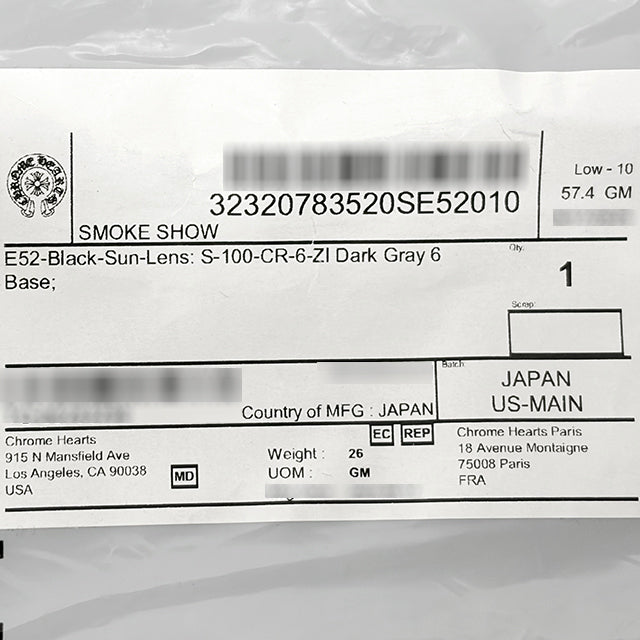 CHROME HEARTS
32320783520SE52010
Low - 10
57.4 GM
SMOKE SHOW
E52-Black-Sun-Lens: S-100-CR-6-ZI Dark Gray 6
Base;
Qty.
1
Scrap:
Country of MFG : JAPAN
Batch:
JAPAN
US-MAIN
Chrome Hearts
915 N Mansfield Ave
Los Angeles, CA 90038
USA
MD
EC REP
Weight : 26
UOM : GM
Chrome Hearts Paris
18 Avenue Montaigne
75008 Paris
FRA